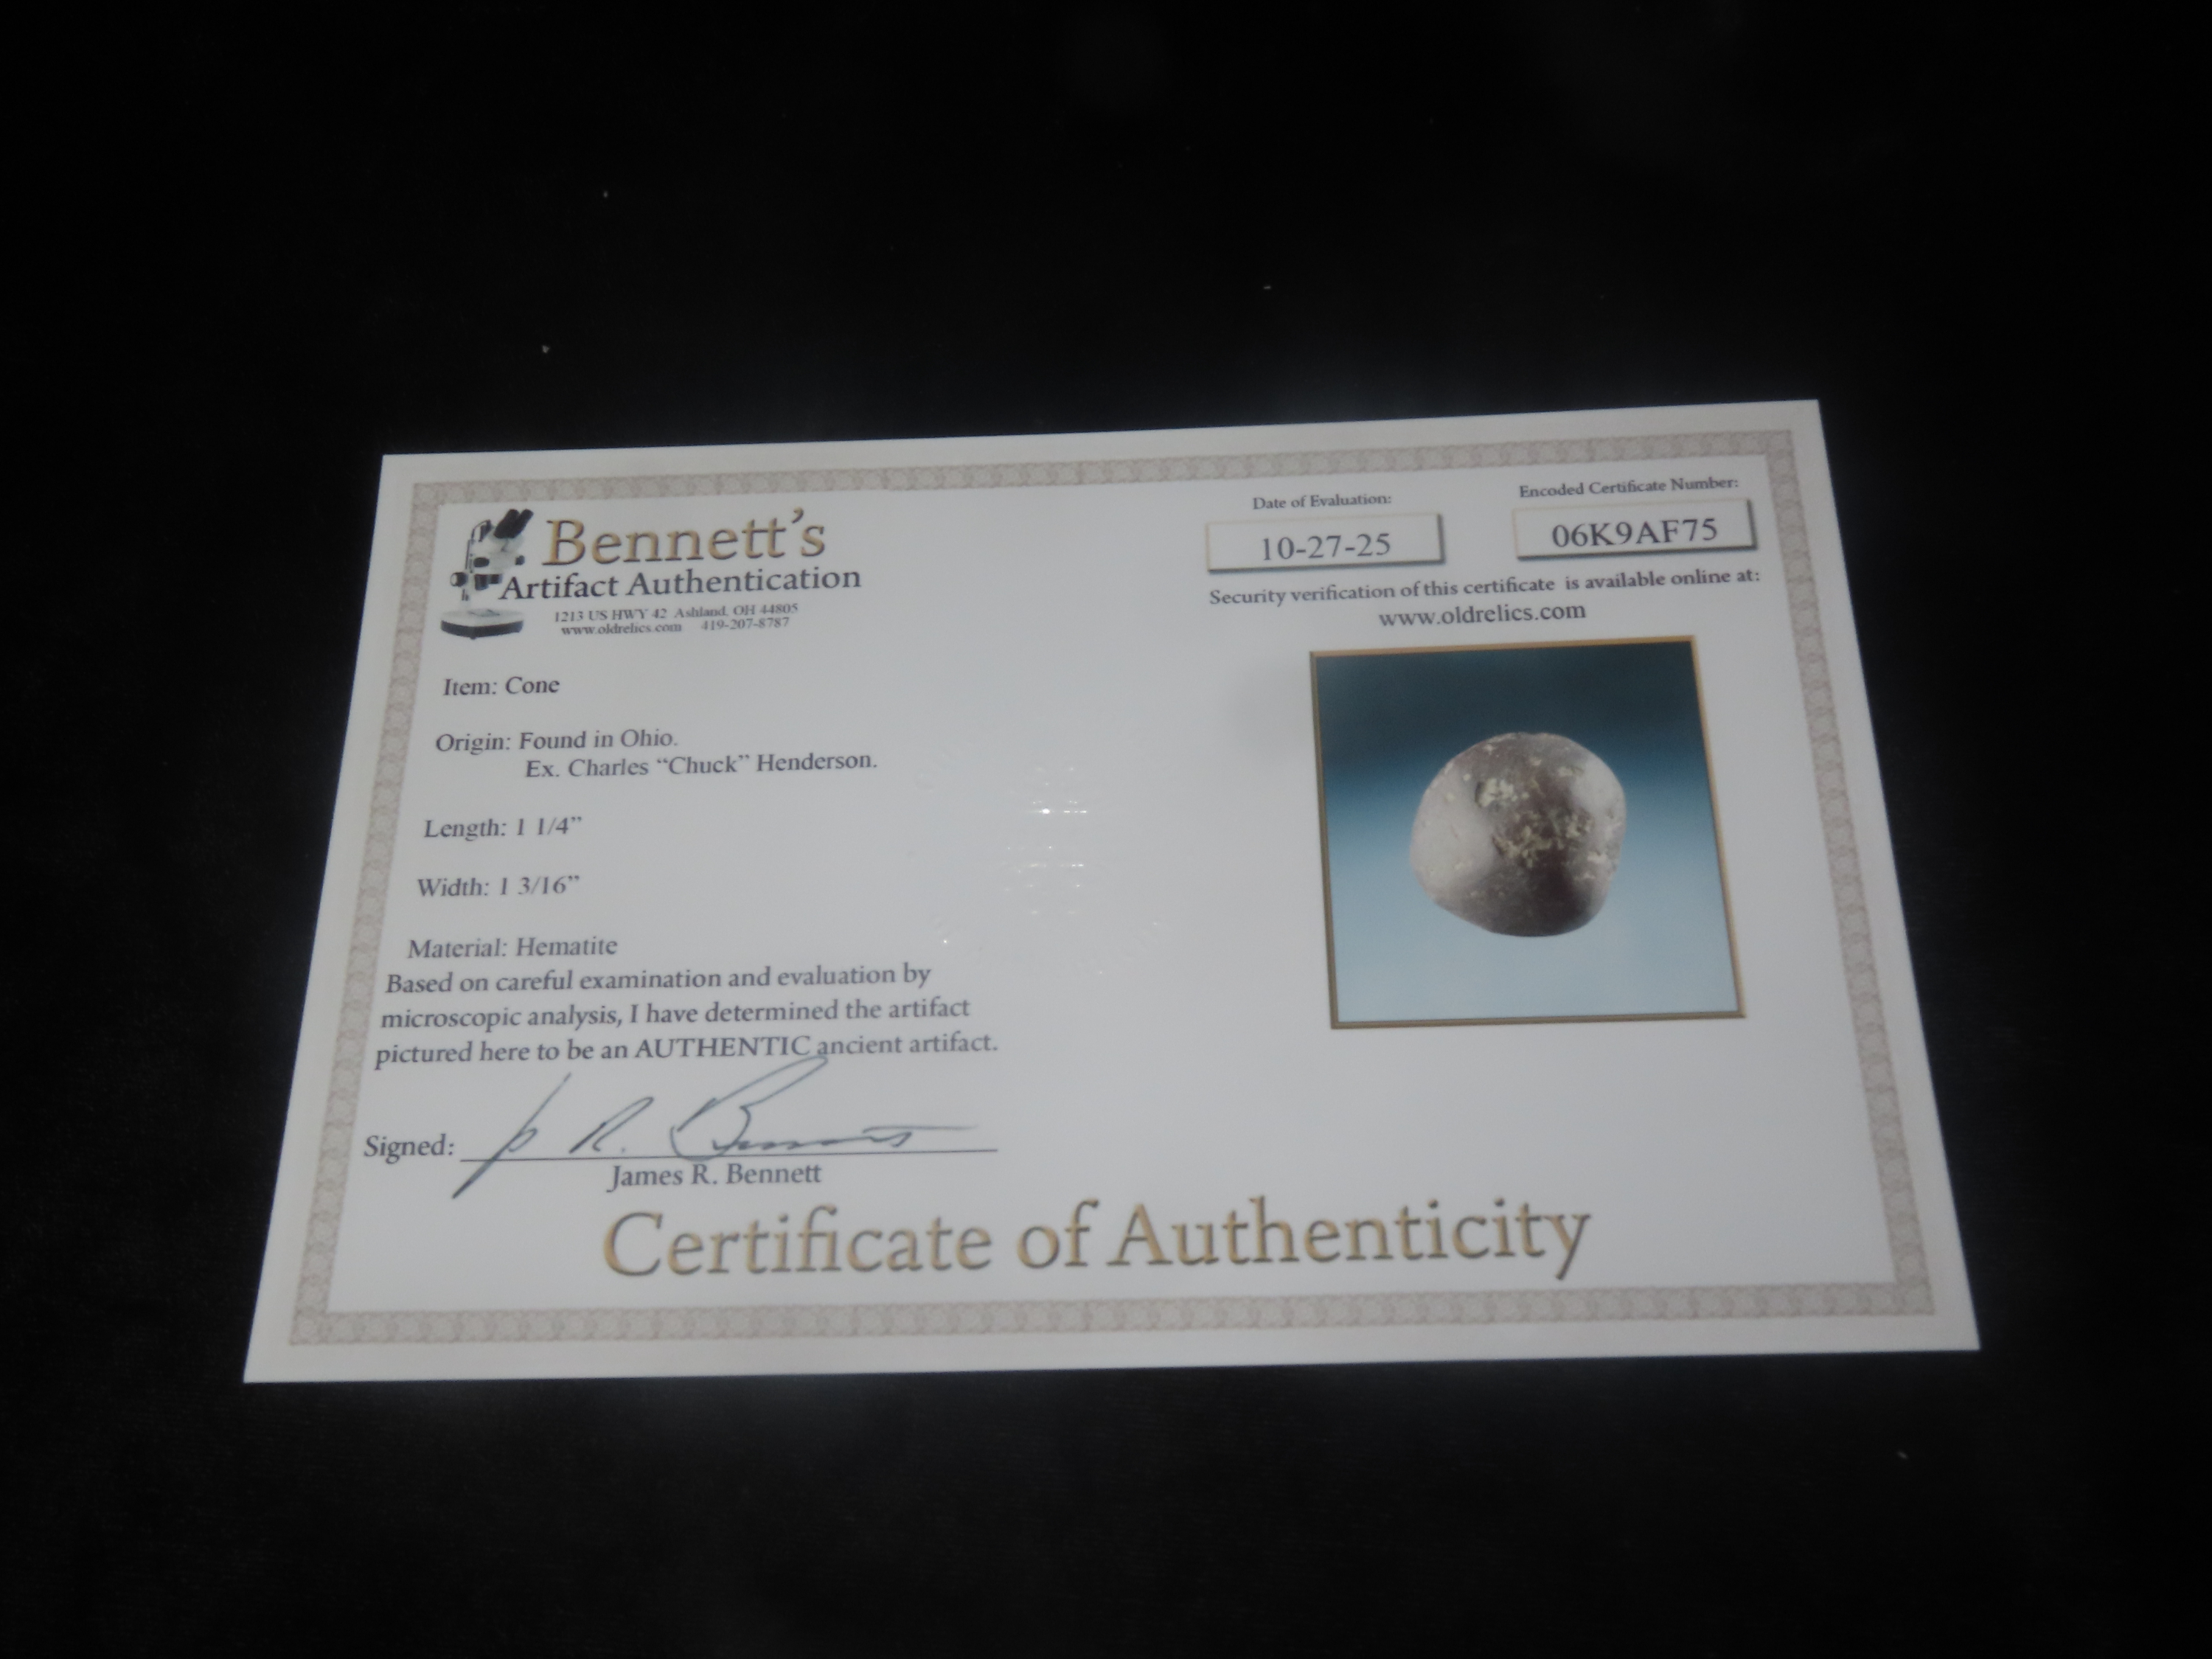 Bennett's
Artifact Authentication
1213 US HWY 42 Ashland, OH 44805
www.oldrelics.com 419-207-8787
Date of Evaluation:
10-27-25
Encoded Certificate Number:
06K9AF75
Security verification of this certificate is available online at:
www.oldrelics.com
Item: Cone
Origin: Found in Ohio.
Ex. Charles “Chuck” Henderson.
Length: 1 1/4”
Width: 1 3/16”
Material: Hematite
Based on careful examination and evaluation by
microscopic analysis, I have determined the artifact
pictured here to be an AUTHENTIC ancient artifact.
Signed: J R. Bennett
James R. Bennett
Certificate of Authenticity